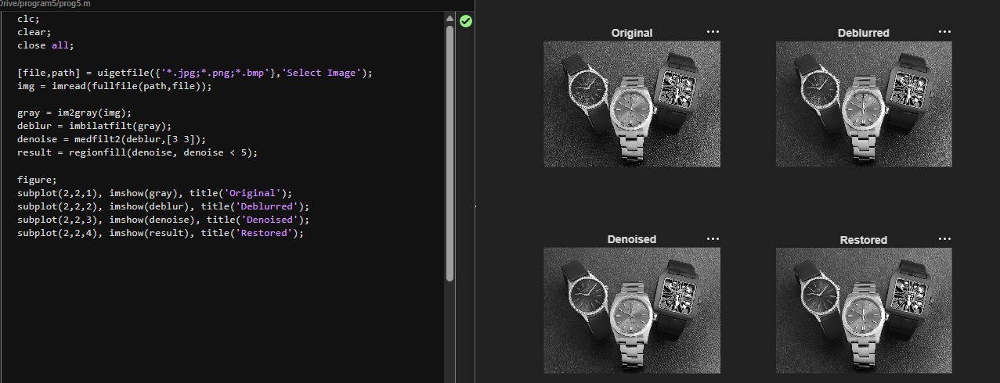 Drive/program5/prog5.m
clc;
clear;
close all;
[file,path] = uigetfile({'*.jpg;*.png;*.bmp'},'Select Image');
img = imread(fullfile(path,file));
gray = im2gray(img);
deblur = imbilatfilt(gray);
denoise = medfilt2(deblur,[3 3]);
result = regionfill(denoise, denoise < 5);
figure;
subplot(2,2,1), imshow(gray), title('Original');
subplot(2,2,2), imshow(deblur), title('Deblurred');
subplot(2,2,3), imshow(denoise), title('Denoised');
subplot(2,2,4), imshow(result), title('Restored');
Original
Deblurred
Denoised
Restored